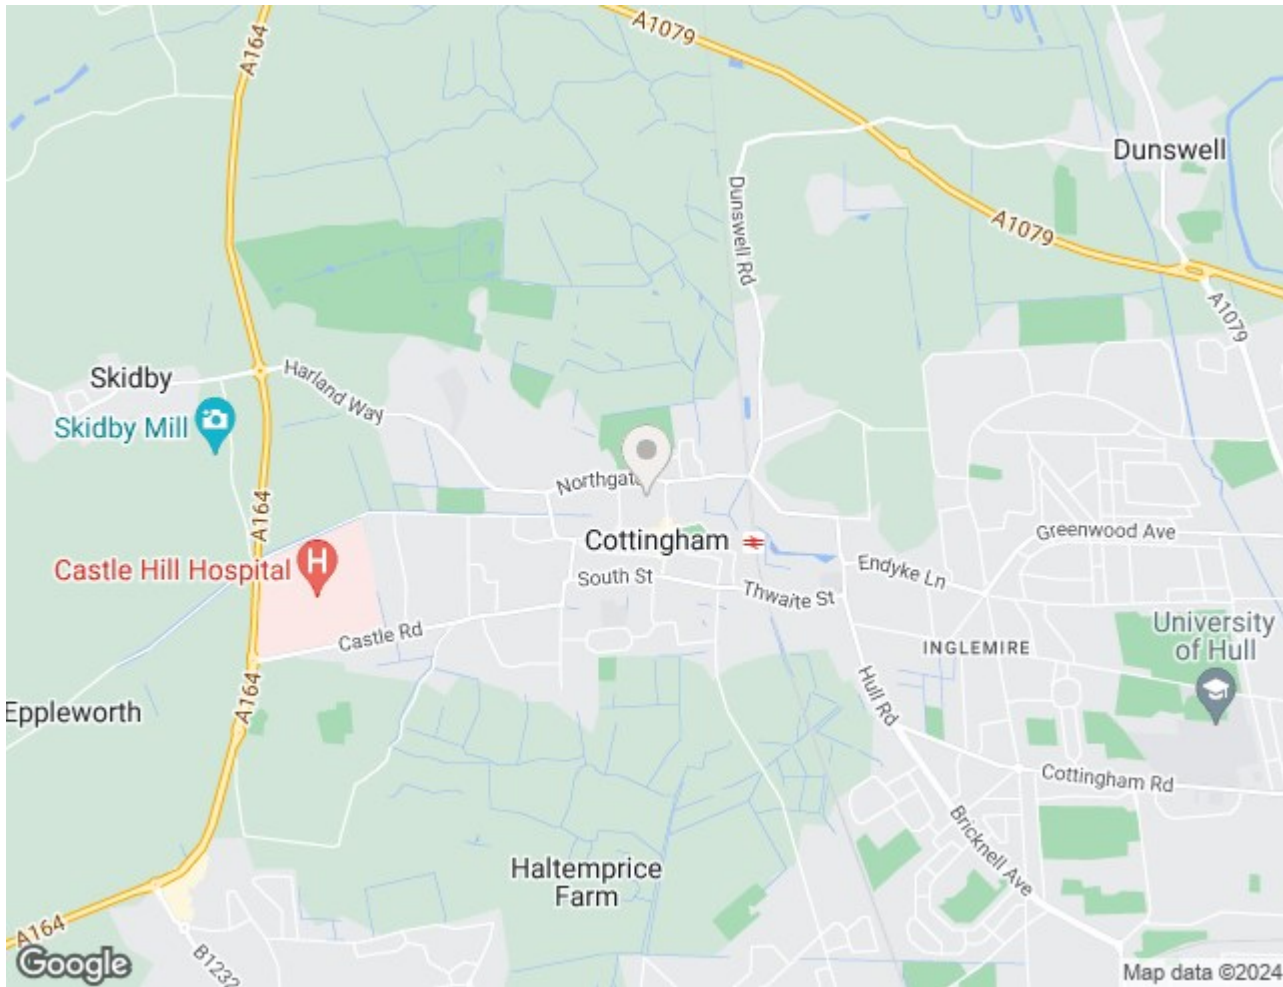 A164
A1079
Dunswell
Dunswell Rd
A1079
A1079
Skidby
Harland Way
Skidby Mill
Northgate
A164
Cottingham
Greenwood Ave
Castle Hill Hospital
H
South St
Endyke Ln
Thwaite St
Castle Rd
University
of Hull
INGLEMIRE
A164
Eppleworth
Hull Rd
Cottingham Rd
Bricknell Ave
Haltemprice
Farm
A164
B1232
Google
Map data ©2024